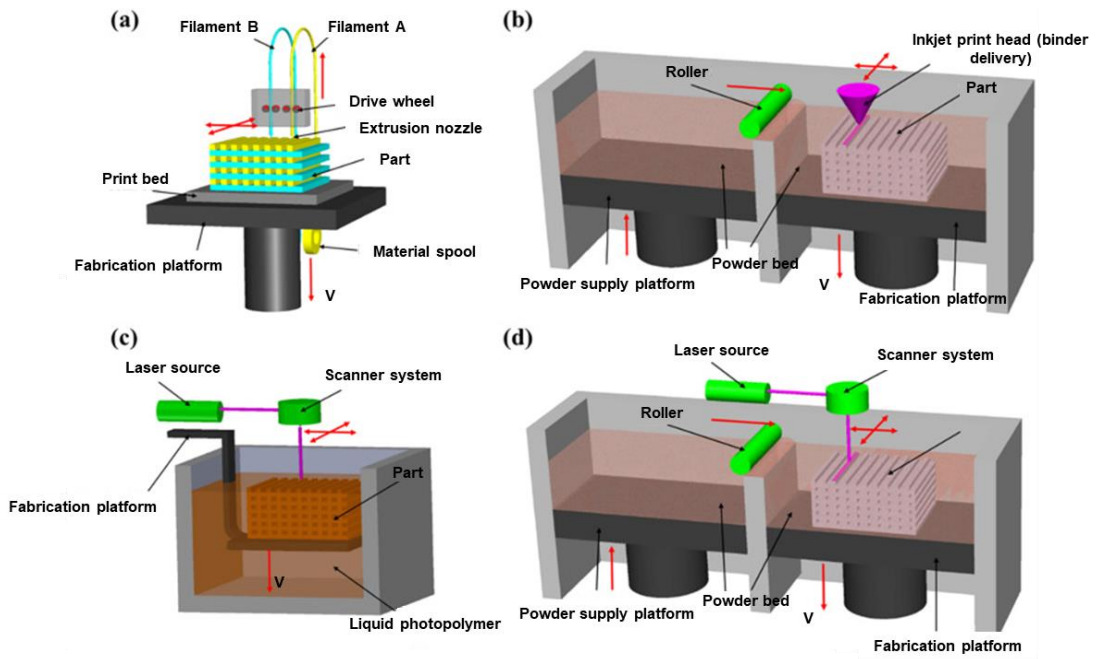 (a)
Filament B
Filament A
Drive wheel
Extrusion nozzle
Part
Print bed
Fabrication platform
Material spool
V
(b)
Inkjet print head (binder
delivery)
Roller
Part
Powder bed
Powder supply platform
V
Fabrication platform
(c)
Laser source
Scanner system
Part
Fabrication platform
V
Liquid photopolymer
(d)
Laser source
Scanner system
Roller
Powder bed
Powder supply platform
V
Fabrication platform